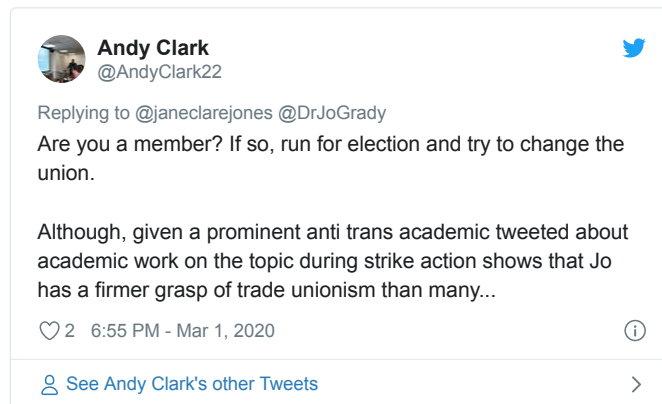 Andy Clark
@AndyClark22
Replying to @janeclarejones @DrJoGrady
Are you a member? If so, run for election and try to change the
union.
Although, given a prominent anti trans academic tweeted about
academic work on the topic during strike action shows that Jo
has a firmer grasp of trade unionism than many...
2 6:55 PM - Mar 1, 2020
See Andy Clark's other Tweets